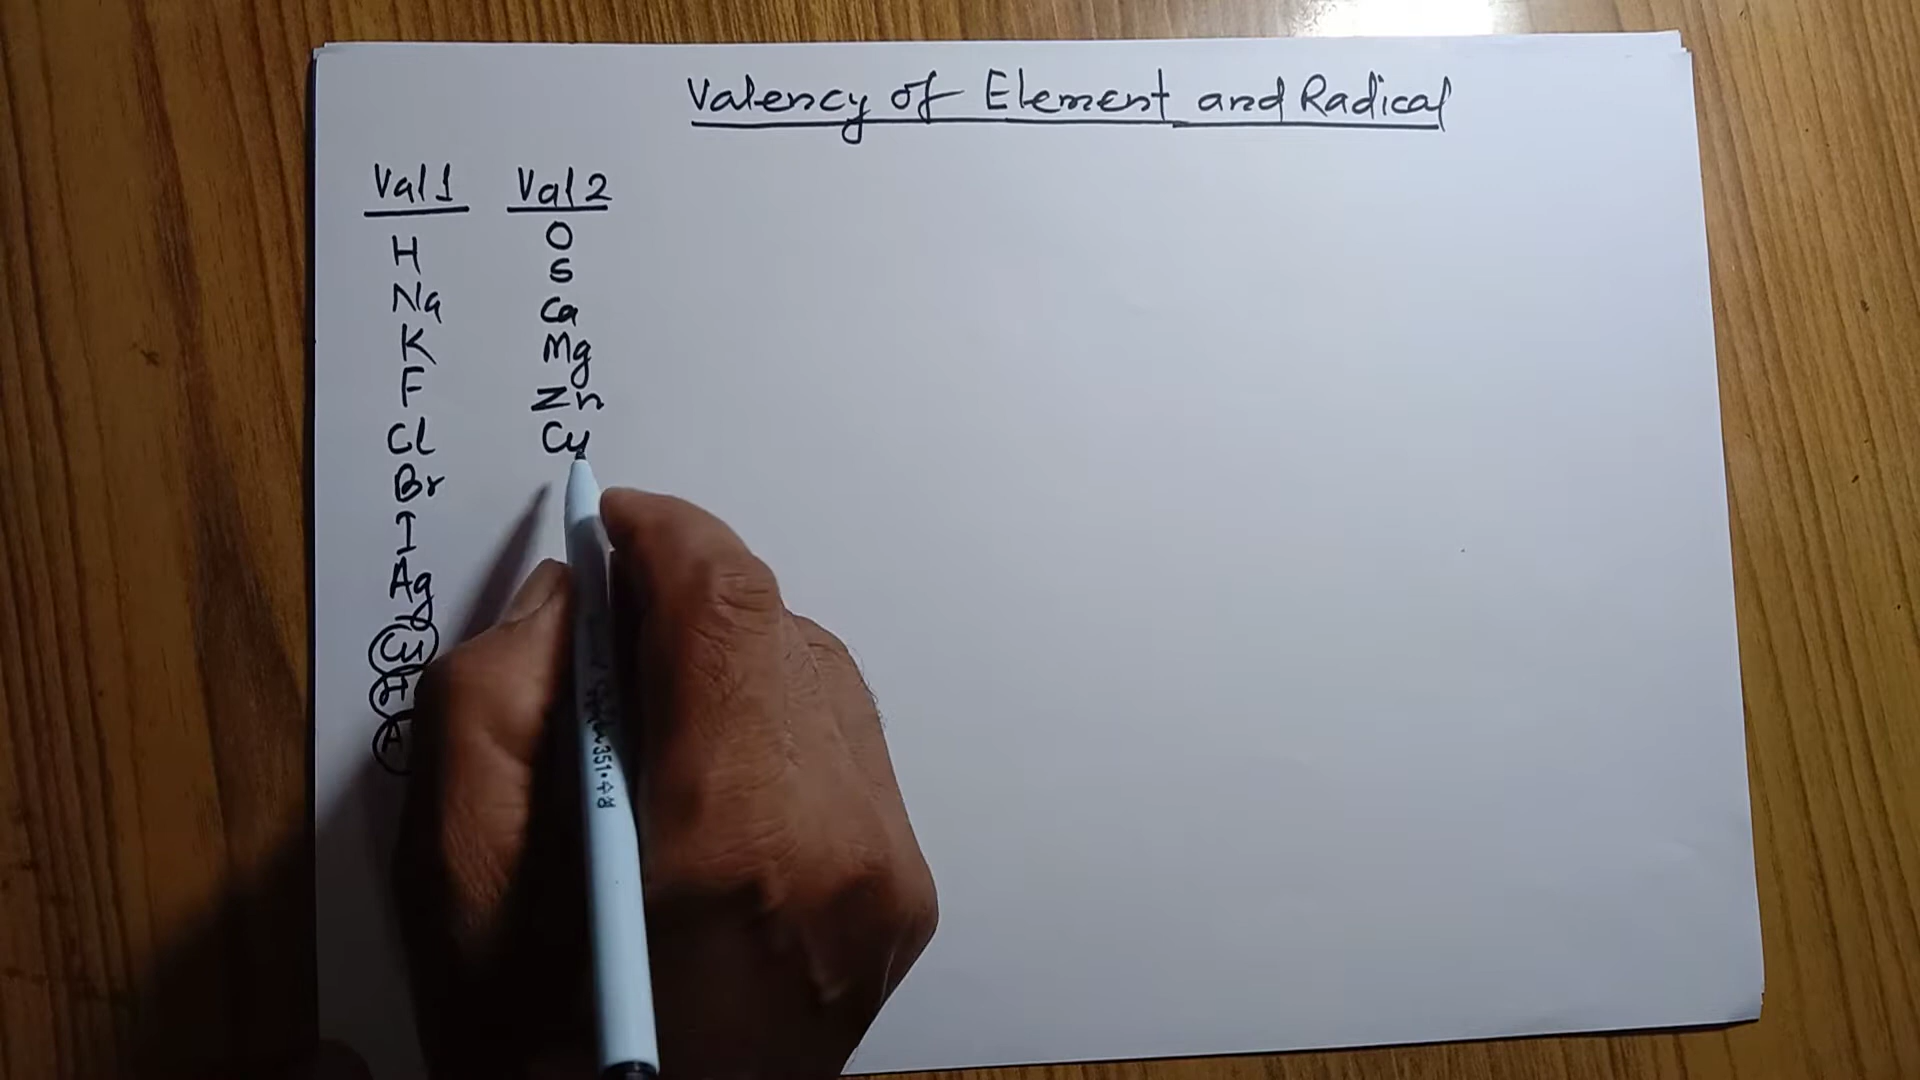 Valency of Element and Radical
Val 1 Val 2
H O
Na S
K Ca
F Mg
Cl Zn
Br Cu
I
Ag
Cu